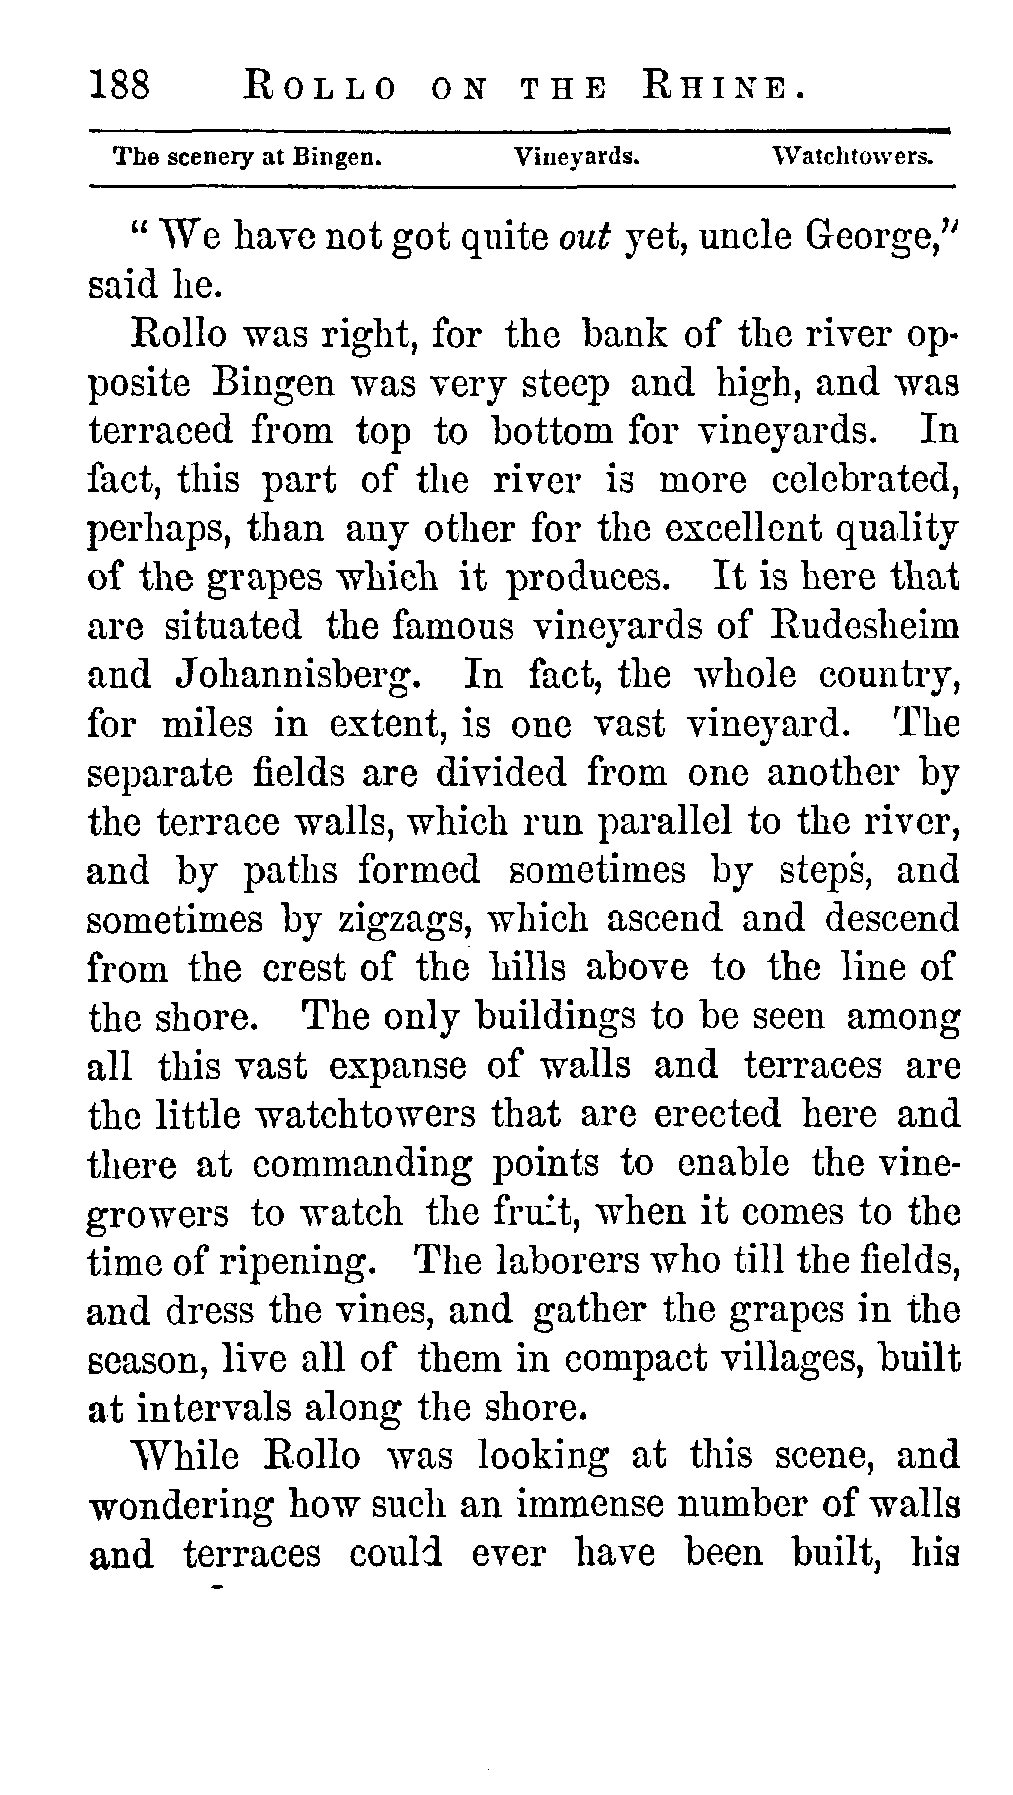 188 ROLLO ON THE RHINE.
The scenery at Bingen. Vineyards. Watchtowers.
“ We have not got quite out yet, uncle George,”
said he.
Rollo was right, for the bank of the river op-
posite Bingen was very steep and high, and was
terraced from top to bottom for vineyards. In
fact, this part of the river is more celebrated,
perhaps, than any other for the excellent quality
of the grapes which it produces. It is here that
are situated the famous vineyards of Rudesheim
and Johannisberg. In fact, the whole country,
for miles in extent, is one vast vineyard. The
separate fields are divided from one another by
the terrace walls, which run parallel to the river,
and by paths formed sometimes by steps, and
sometimes by zigzags, which ascend and descend
from the crest of the hills above to the line of
the shore. The only buildings to be seen among
all this vast expanse of walls and terraces are
the little watchtowers that are erected here and
there at commanding points to enable the vine-
growers to watch the fruit, when it comes to the
time of ripening. The laborers who till the fields,
and dress the vines, and gather the grapes in the
season, live all of them in compact villages, built
at intervals along the shore.
While Rollo was looking at this scene, and
wondering how such an immense number of walls
and terraces could ever have been built, his